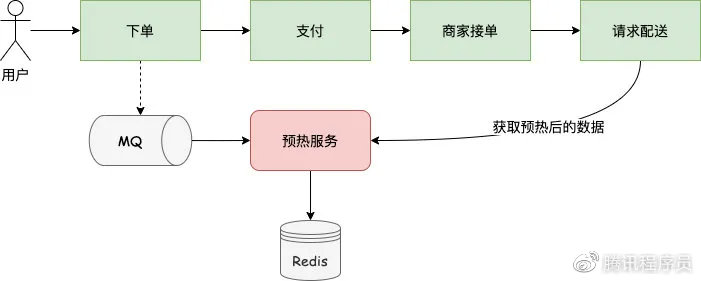 下单
支付
商家接单
请求配送
用户
获取预热后的数据
MQ
预热服务
Redis
腾讯程序员